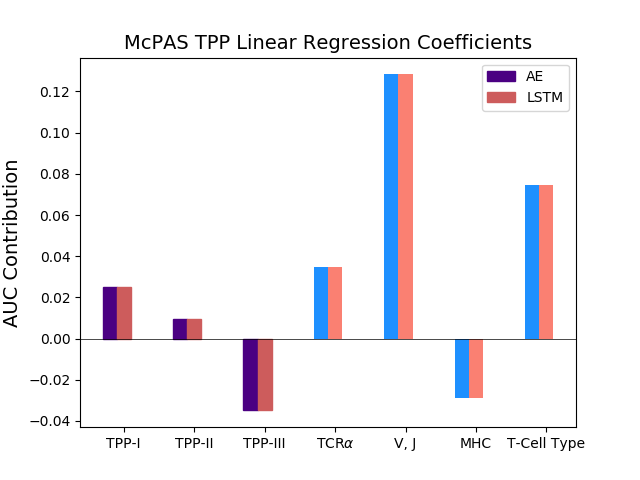 McPAS TPP Linear Regression Coefficients
AE
LSTM
AUC Contribution
0.12
0.10
0.08
0.06
0.04
0.02
0.00
−0.02
−0.04
TPP-I TPP-II TPP-III TCRα V, J MHC T-Cell Type